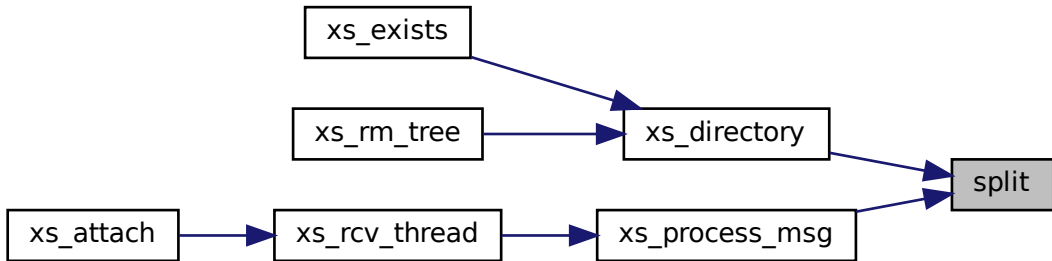 xs_exists
xs_rm_tree
xs_directory
split
xs_attach
xs_rcv_thread
xs_process_msg